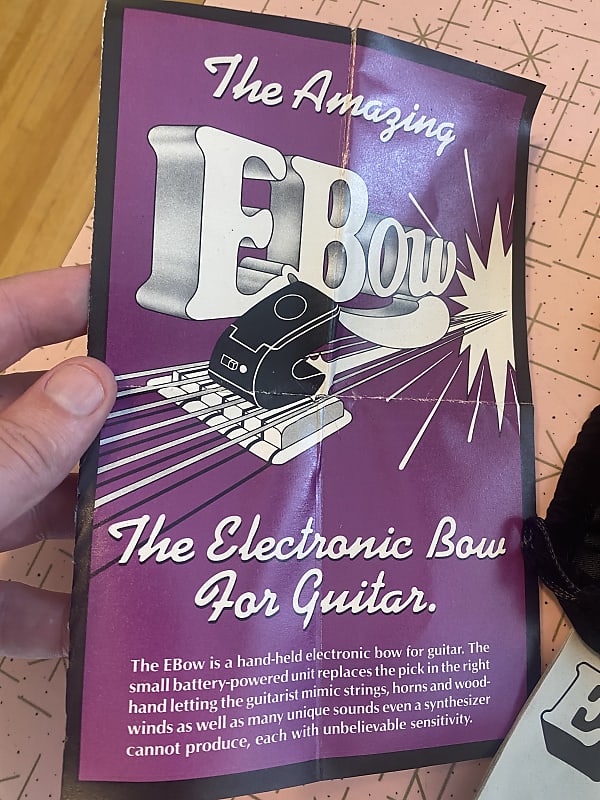 The Amazing
EBow
The Electronic Bow
For Guitar.
The EBow is a hand-held electronic bow for guitar. The
small battery-powered unit replaces the pick in the right
hand letting the guitarist mimic strings, horns and wood-
winds as well as many unique sounds even a synthesizer
cannot produce, each with unbelievable sensitivity.
E